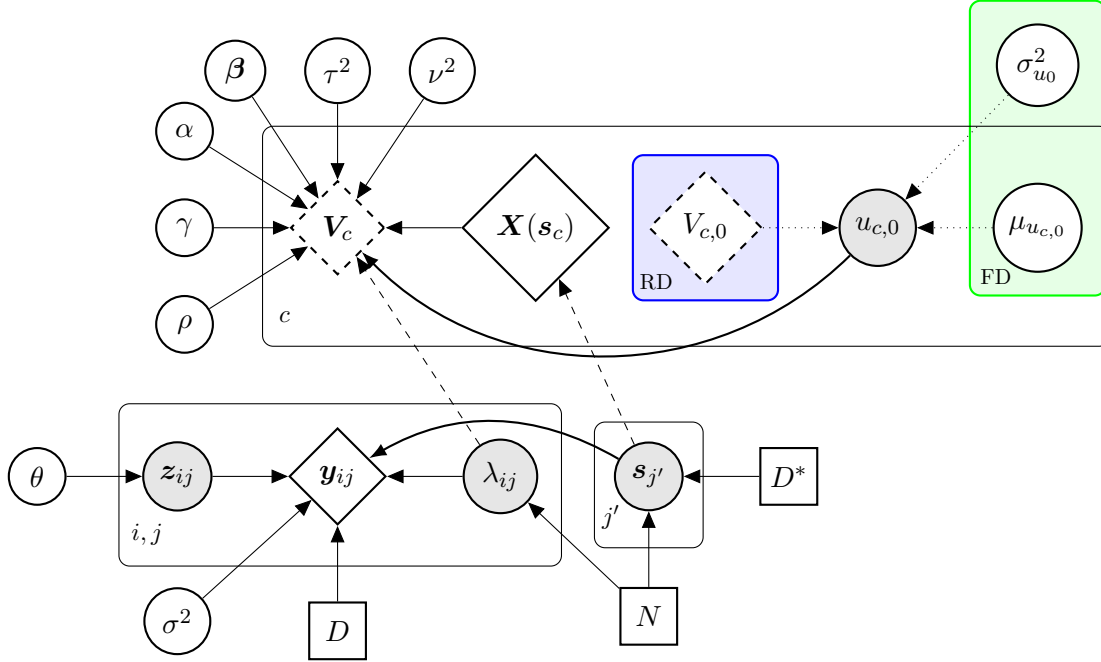 σ²_{u₀}
β τ² ν²
α
γ V_c X(s_c) V_{c,0} u_{c,0} μ_{u_{c,0}}
RD FD
ρ c
θ z_{ij} y_{ij} λ_{ij} s_{j′} D*
i, j j′
σ² D N